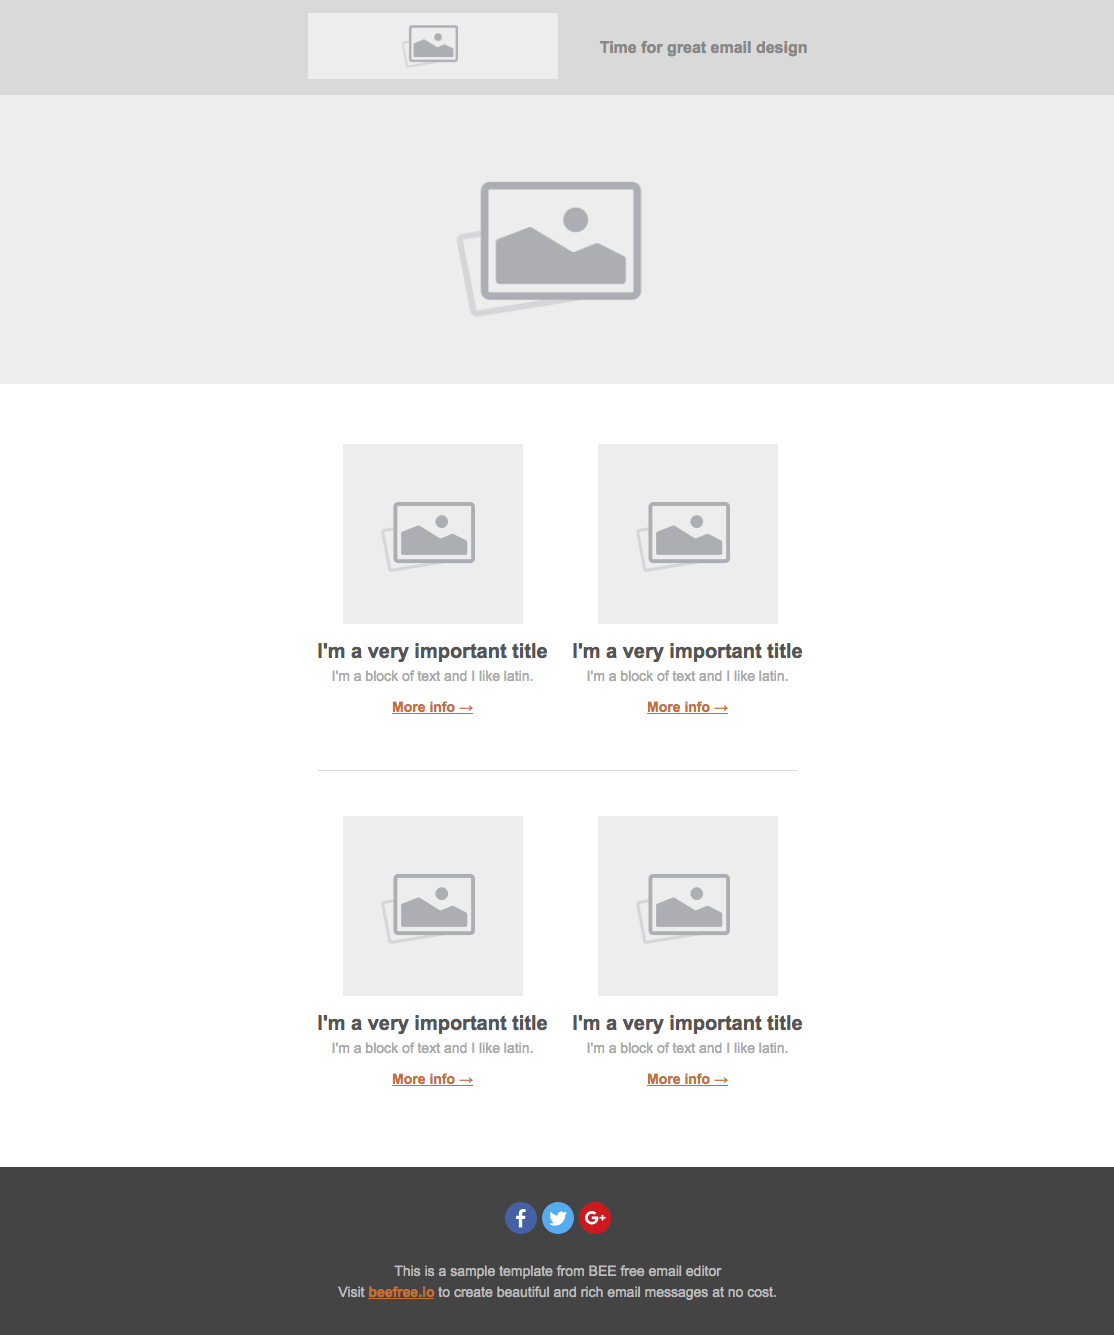 Time for great email design
I'm a very important title
I'm a block of text and I like latin.
More info →
I'm a very important title
I'm a block of text and I like latin.
More info →
I'm a very important title
I'm a block of text and I like latin.
More info →
I'm a very important title
I'm a block of text and I like latin.
More info →
This is a sample template from BEE free email editor
Visit beefree.io to create beautiful and rich email messages at no cost.